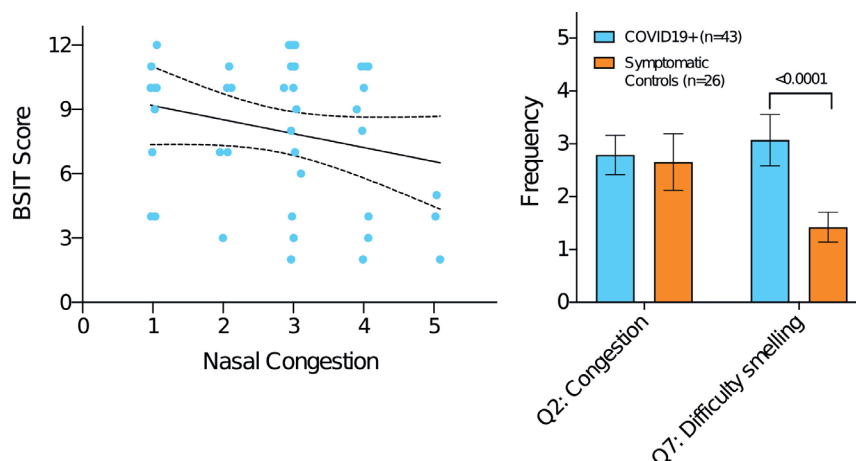 BSIT Score
12
9
6
3
0
0 1 2 3 4 5
Nasal Congestion
Frequency
5
4
3
2
1
0
COVID19+ (n=43)
Symptomatic
Controls (n=26)
<0.0001
Q2: Congestion
Q7: Difficulty smelling